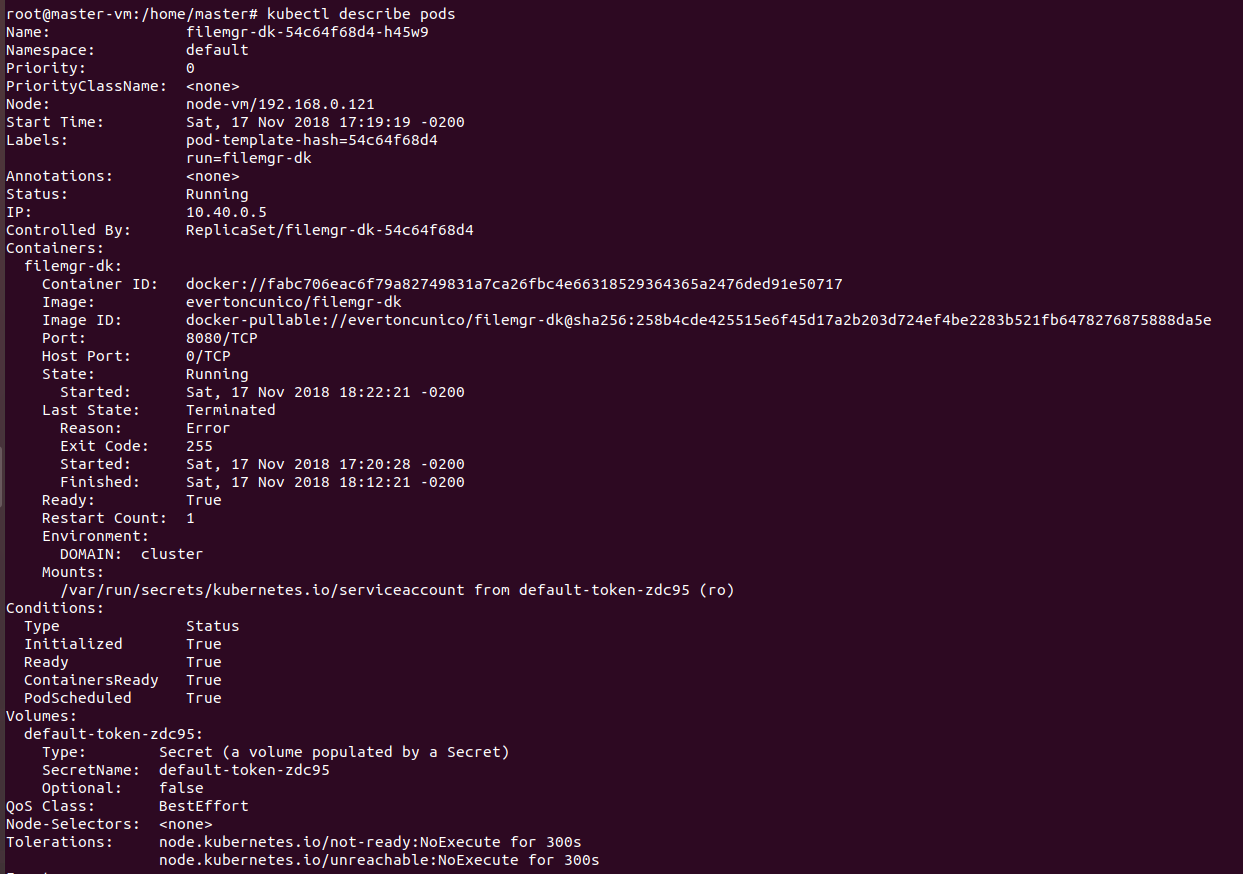 root@master-vm:/home/master# kubectl describe pods
Name:               filemgr-dk-54c64f68d4-h45w9
Namespace:          default
Priority:           0
PriorityClassName:  <none>
Node:               node-vm/192.168.0.121
Start Time:         Sat, 17 Nov 2018 17:19:19 -0200
Labels:             pod-template-hash=54c64f68d4
                    run=filemgr-dk
Annotations:        <none>
Status:             Running
IP:                 10.40.0.5
Controlled By:      ReplicaSet/filemgr-dk-54c64f68d4
Containers:
  filemgr-dk:
    Container ID:   docker://fabc706eac6f79a82749831a7ca26fbc4e66318529364365a2476ded91e50717
    Image:          evertoncunico/filemgr-dk
    Image ID:       docker-pullable://evertoncunico/filemgr-dk@sha256:258b4cde425515e6f45d17a2b203d724ef4be2283b521fb6478276875888da5e
    Port:           8080/TCP
    Host Port:      0/TCP
    State:          Running
      Started:      Sat, 17 Nov 2018 18:22:21 -0200
    Last State:     Terminated
      Reason:       Error
      Exit Code:    255
      Started:      Sat, 17 Nov 2018 17:20:28 -0200
      Finished:     Sat, 17 Nov 2018 18:12:21 -0200
    Ready:          True
    Restart Count:  1
    Environment:
      DOMAIN:  cluster
    Mounts:
      /var/run/secrets/kubernetes.io/serviceaccount from default-token-zdc95 (ro)
Conditions:
  Type              Status
  Initialized       True
  Ready             True
  ContainersReady   True
  PodScheduled      True
Volumes:
  default-token-zdc95:
    Type:        Secret (a volume populated by a Secret)
    SecretName:  default-token-zdc95
    Optional:    false
QoS Class:       BestEffort
Node-Selectors:  <none>
Tolerations:     node.kubernetes.io/not-ready:NoExecute for 300s
                 node.kubernetes.io/unreachable:NoExecute for 300s